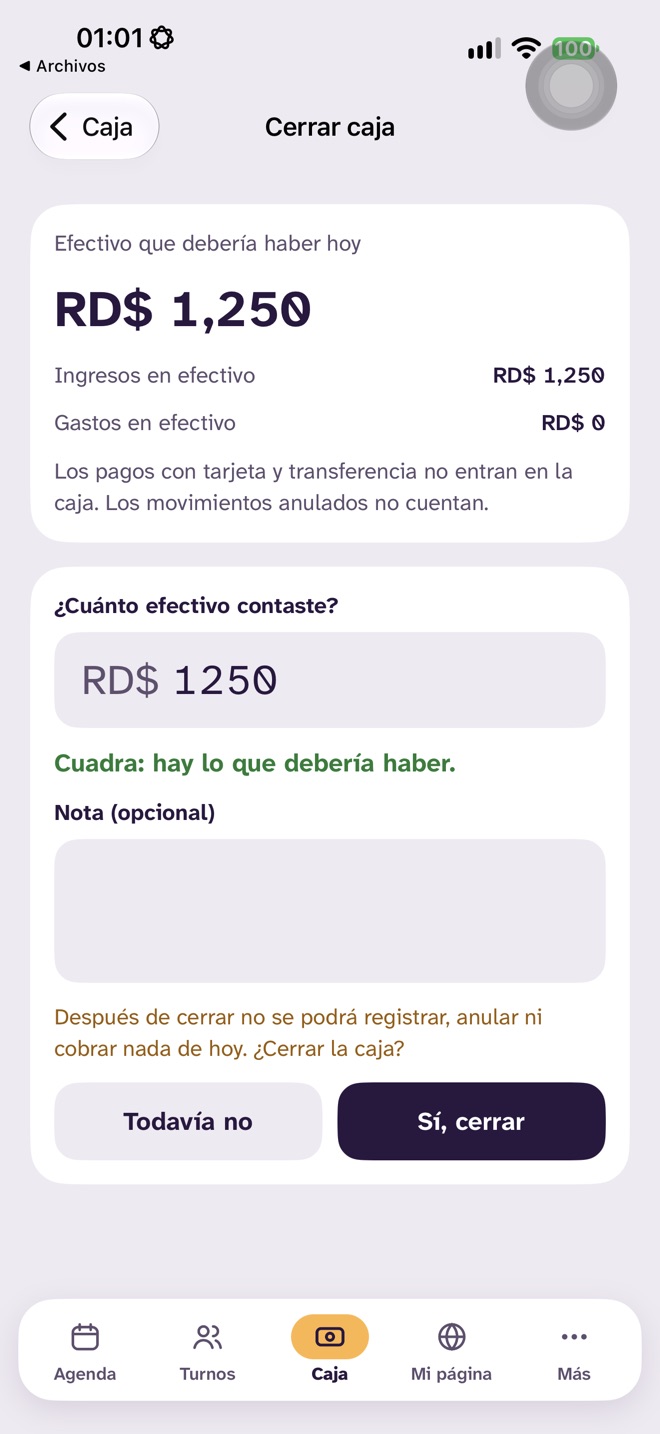 01:01
100
◀ Archivos
Caja
Cerrar caja
Efectivo que debería haber hoy
RD$ 1,250
Ingresos en efectivo RD$ 1,250
Gastos en efectivo RD$ 0
Los pagos con tarjeta y transferencia no entran en la
caja. Los movimientos anulados no cuentan.
¿Cuánto efectivo contaste?
RD$ 1250
Cuadra: hay lo que debería haber.
Nota (opcional)
Después de cerrar no se podrá registrar, anular ni
cobrar nada de hoy. ¿Cerrar la caja?
Todavía no
Sí, cerrar
Agenda
Turnos
Caja
Mi página
Más